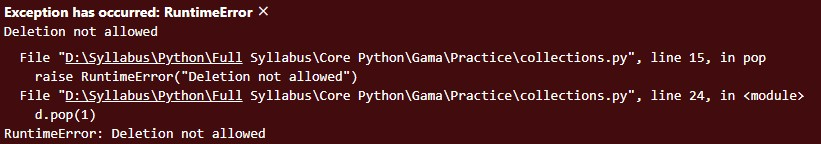 Exception has occurred: RuntimeError ×
Deletion not allowed
File "D:\Syllabus\Python\Full Syllabus\Core Python\Gama\Practice\collections.py", line 15, in pop
raise RuntimeError("Deletion not allowed")
File "D:\Syllabus\Python\Full Syllabus\Core Python\Gama\Practice\collections.py", line 24, in <module>
d.pop(1)
RuntimeError: Deletion not allowed